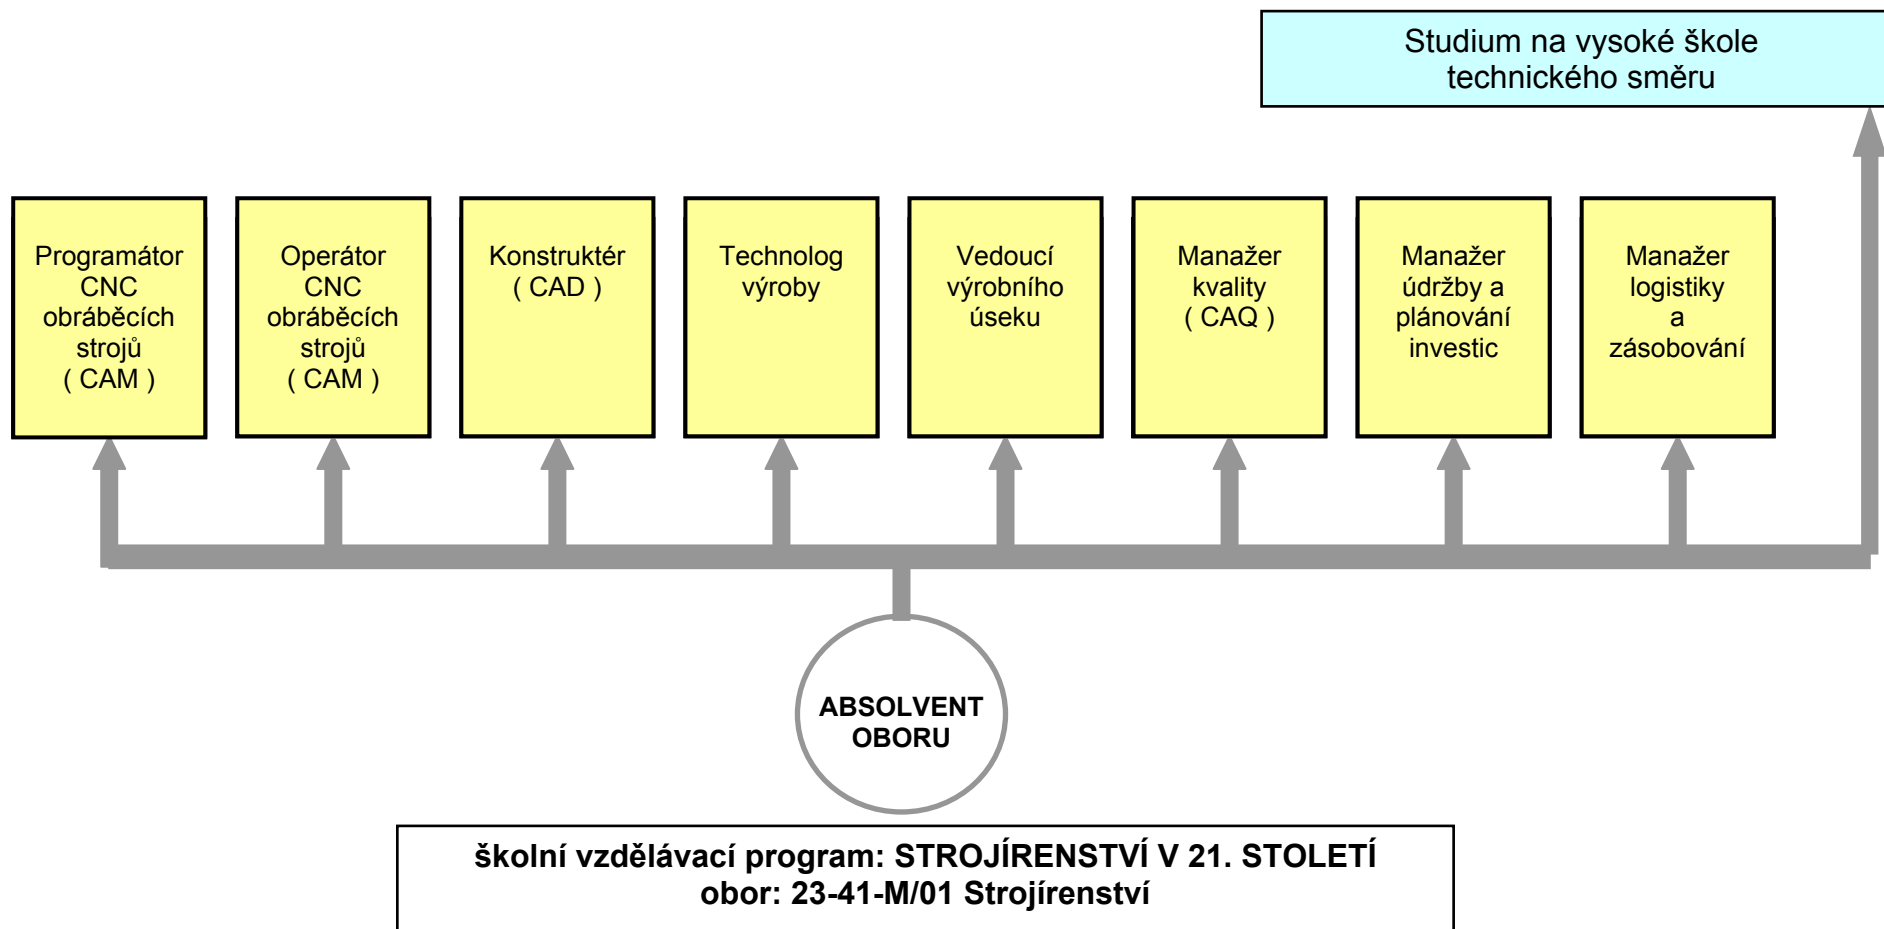 Studium na vysoké škole
technického směru
Programátor
CNC
obráběcích
strojů
( CAM )
Operátor
CNC
obráběcích
strojů
( CAM )
Konstruktér
( CAD )
Technolog
výroby
Vedoucí
výrobního
úseku
Manažer
kvality
( CAQ )
Manažer
údržby a
plánování
investic
Manažer
logistiky
a
zásobování
ABSOLVENT
OBORU
školní vzdělávací program: STROJÍRENSTVÍ V 21. STOLETÍ
obor: 23-41-M/01 Strojírenství